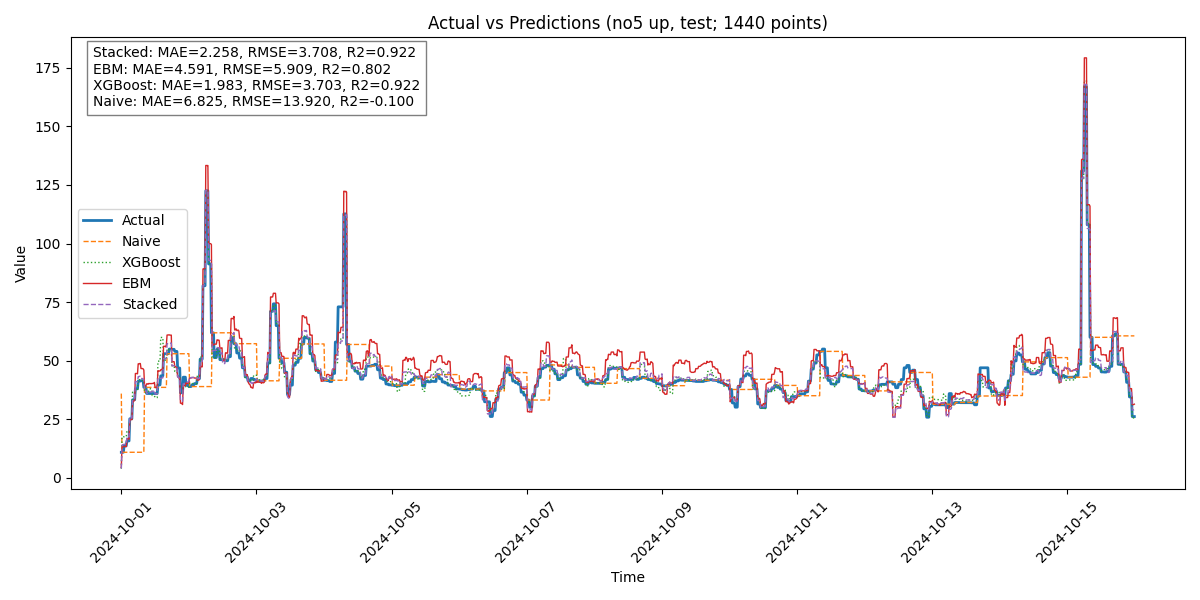 Actual vs Predictions (no5 up, test; 1440 points)
Stacked: MAE=2.258, RMSE=3.708, R2=0.922
EBM: MAE=4.591, RMSE=5.909, R2=0.802
XGBoost: MAE=1.983, RMSE=3.703, R2=0.922
Naive: MAE=6.825, RMSE=13.920, R2=-0.100
Actual
Naive
XGBoost
EBM
Stacked
Value
175
150
125
100
75
50
25
0
2024-10-01
2024-10-03
2024-10-05
2024-10-07
2024-10-09
2024-10-11
2024-10-13
2024-10-15
Time